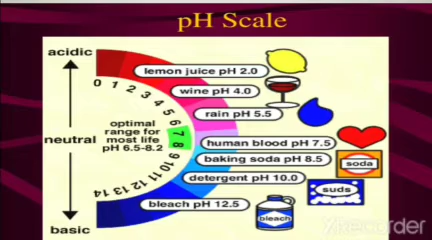 pH Scale
acidic
lemon juice pH 2.0
0 1 2 3 4 5 6 7 8 9 10 11 12 13 14
wine pH 4.0
rain pH 5.5
optimal
range for
most life
pH 6.5-8.2
neutral
human blood pH 7.5
baking soda pH 8.5
soda
detergent pH 10.0
suds
bleach pH 12.5
bleach
basic
XRecorder